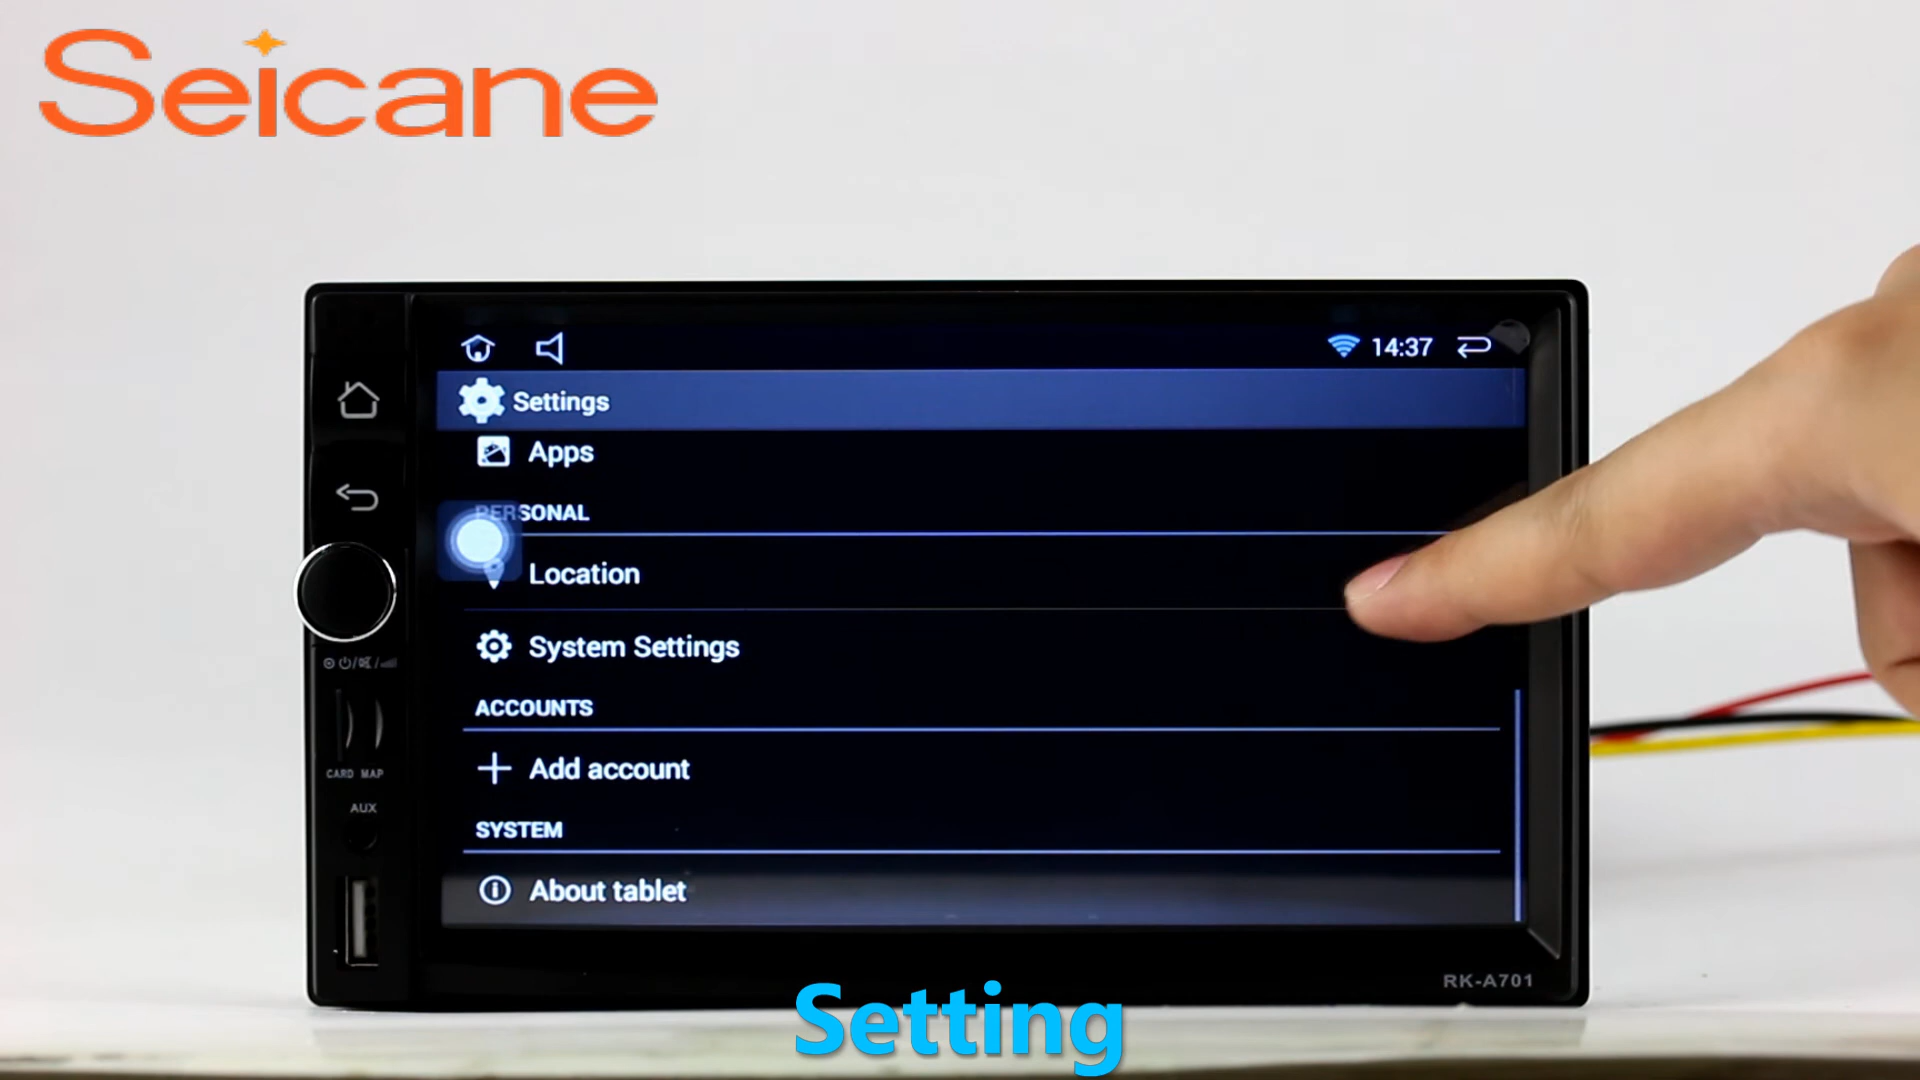 Seicane
14:37
Settings
Apps
PERSONAL
Location
System Settings
ACCOUNTS
Add account
SYSTEM
About tablet
CARD MAP
AUX
RK-A701
Setting